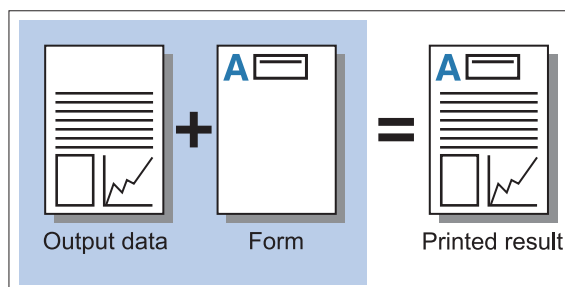 A
+
A
=
Output data
Form
Printed result